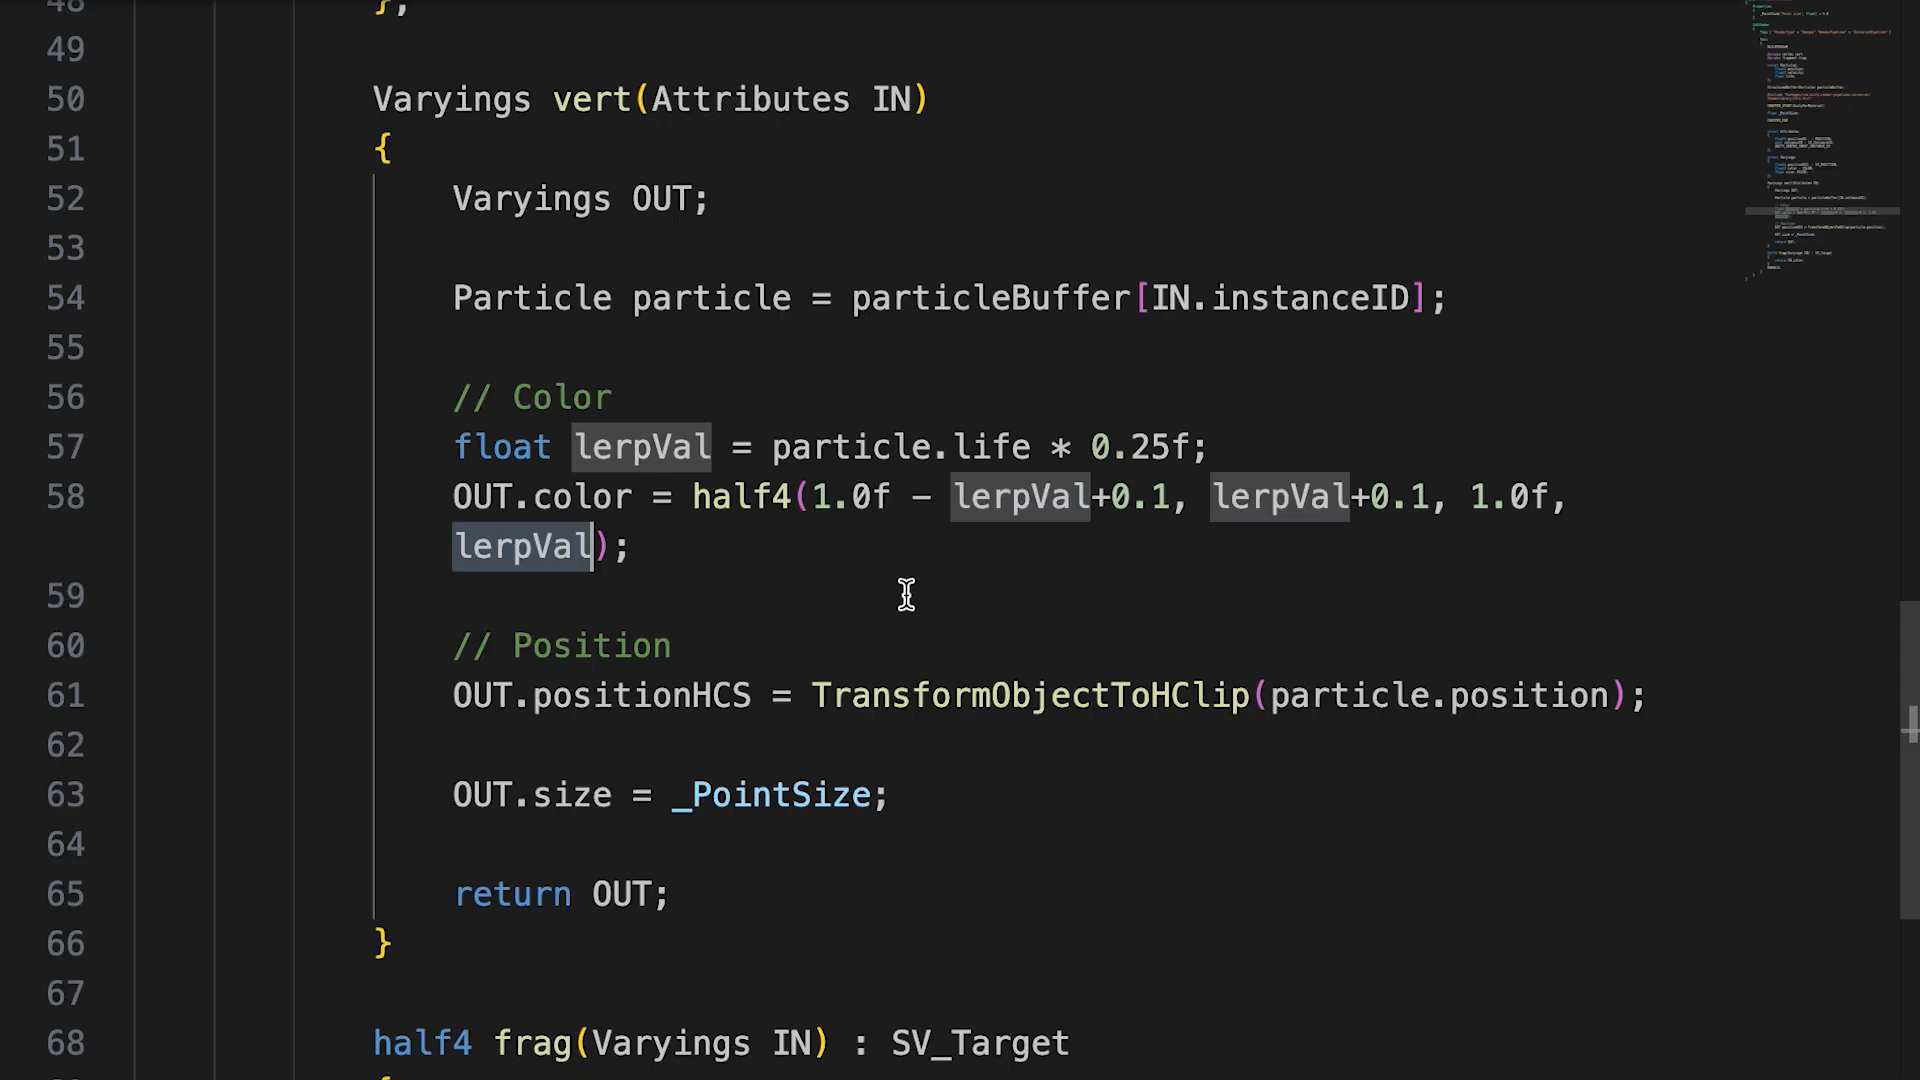 48 };
49
50 Varyings vert(Attributes IN)
51 {
52 Varyings OUT;
53
54 Particle particle = particleBuffer[IN.instanceID];
55
56 // Color
57 float lerpVal = particle.life * 0.25f;
58 OUT.color = half4(1.0f - lerpVal+0.1, lerpVal+0.1, 1.0f,
lerpVal);
59
60 // Position
61 OUT.positionHCS = TransformObjectToHClip(particle.position);
62
63 OUT.size = _PointSize;
64
65 return OUT;
66 }
67
68 half4 frag(Varyings IN) : SV_Target
{